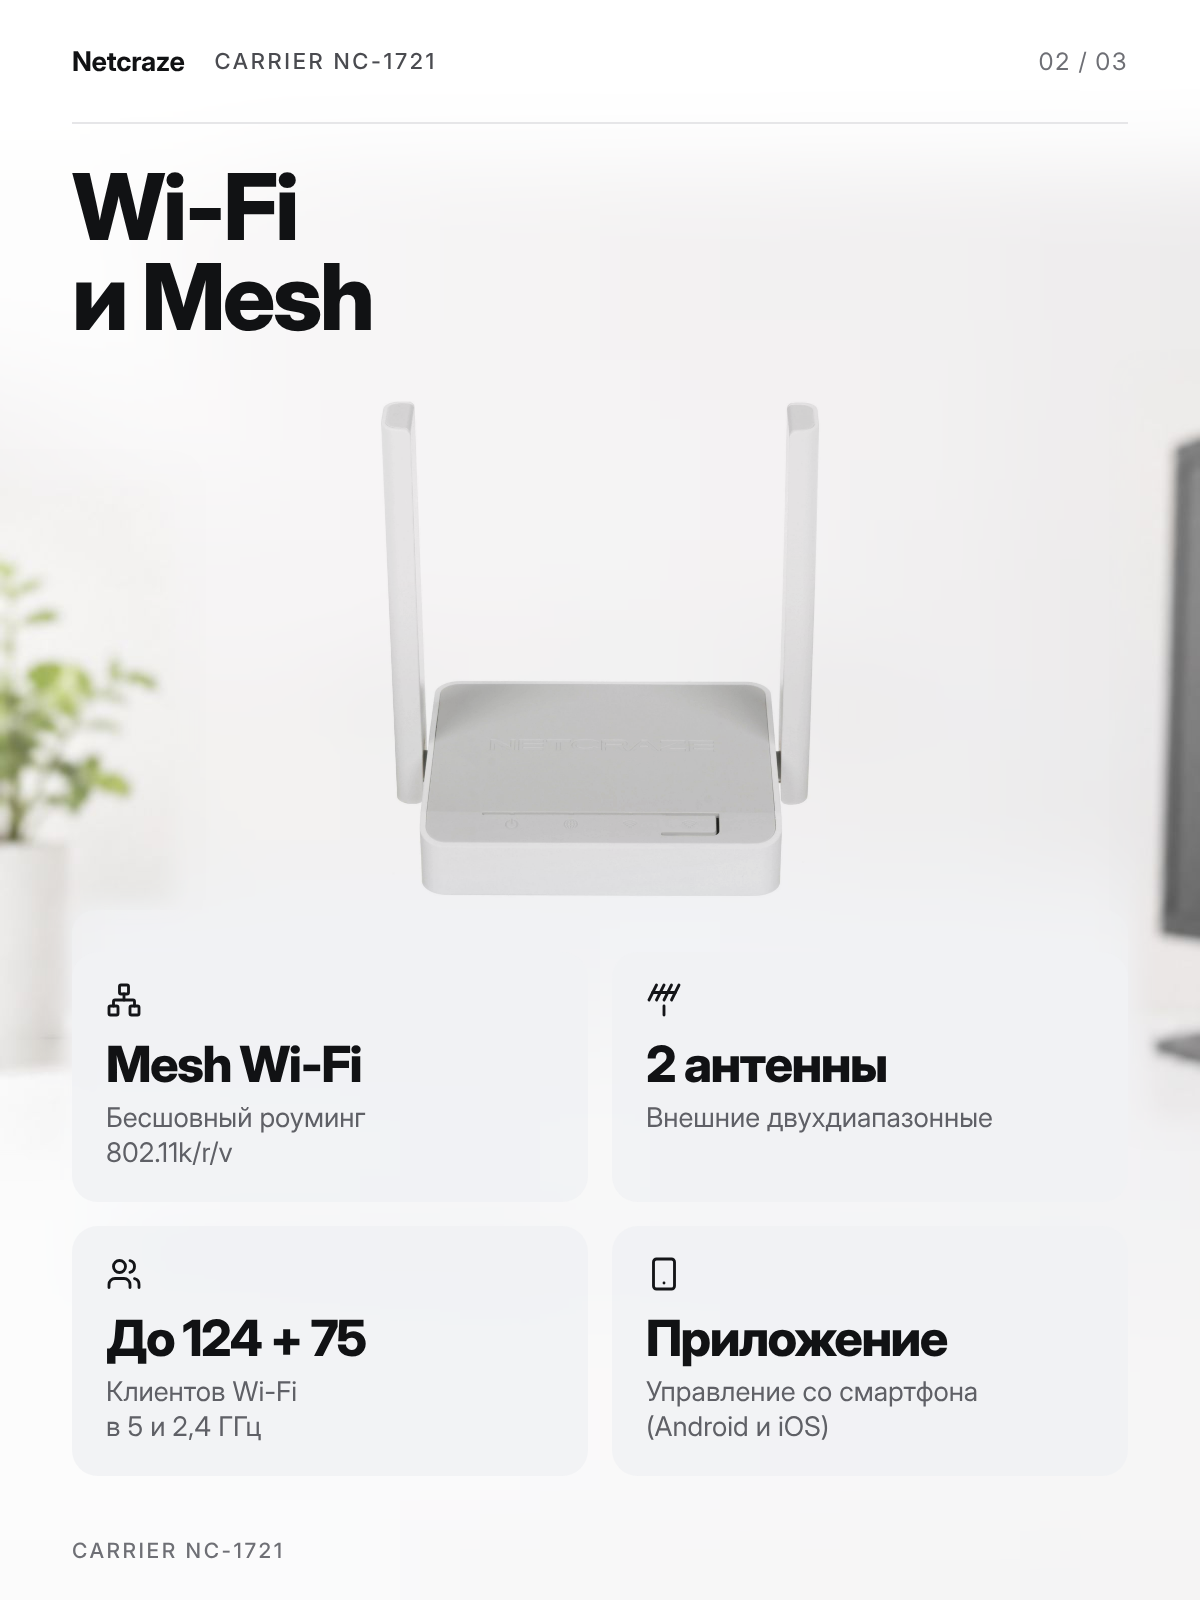 Netcraze CARRIER NC-1721 02 / 03
Wi-Fi
и Mesh
NETCRAZE
Mesh Wi-Fi
Бесшовный роуминг
802.11k/r/v
2 антенны
Внешние двухдиапазонные
До 124 + 75
Клиентов Wi-Fi
в 5 и 2,4 ГГц
Приложение
Управление со смартфона
(Android и iOS)
CARRIER NC-1721